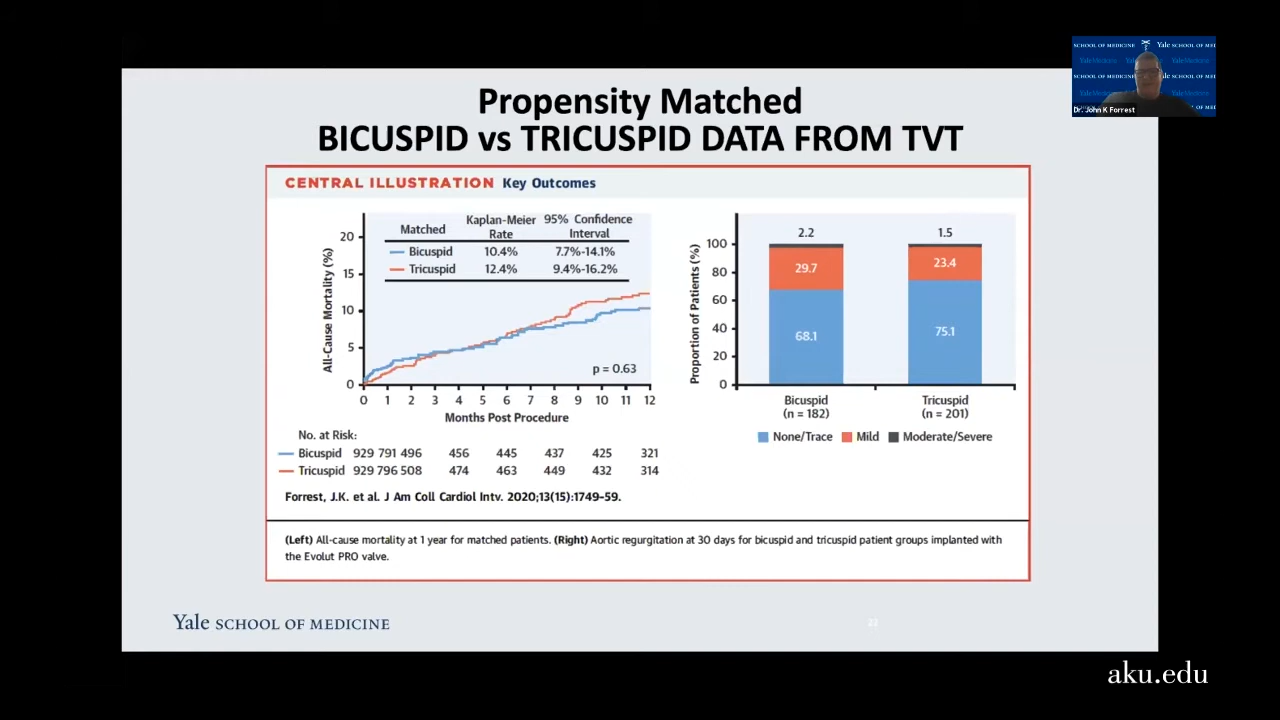 Propensity Matched
BICUSPID vs TRICUSPID DATA FROM TVT
CENTRAL ILLUSTRATION Key Outcomes
All-Cause Mortality (%)
20
15
10
5
0
Matched Kaplan-Meier Rate 95% Confidence Interval
Bicuspid 10.4% 7.7%-14.1%
Tricuspid 12.4% 9.4%-16.2%
p = 0.63
0 1 2 3 4 5 6 7 8 9 10 11 12
Months Post Procedure
No. at Risk:
Bicuspid 929 791 496 456 445 437 425 321
Tricuspid 929 796 508 474 463 449 432 314
Proportion of Patients (%)
100
80
60
40
20
0
2.2 1.5
29.7 23.4
68.1 75.1
Bicuspid Tricuspid
(n = 182) (n = 201)
None/Trace Mild Moderate/Severe
Forrest, J.K. et al. J Am Coll Cardiol Intv. 2020;13(15):1749-59.
(Left) All-cause mortality at 1 year for matched patients. (Right) Aortic regurgitation at 30 days for bicuspid and tricuspid patient groups implanted with
the Evolut PRO valve.
Yale SCHOOL OF MEDICINE
22
Dr. John K Forrest
aku.edu